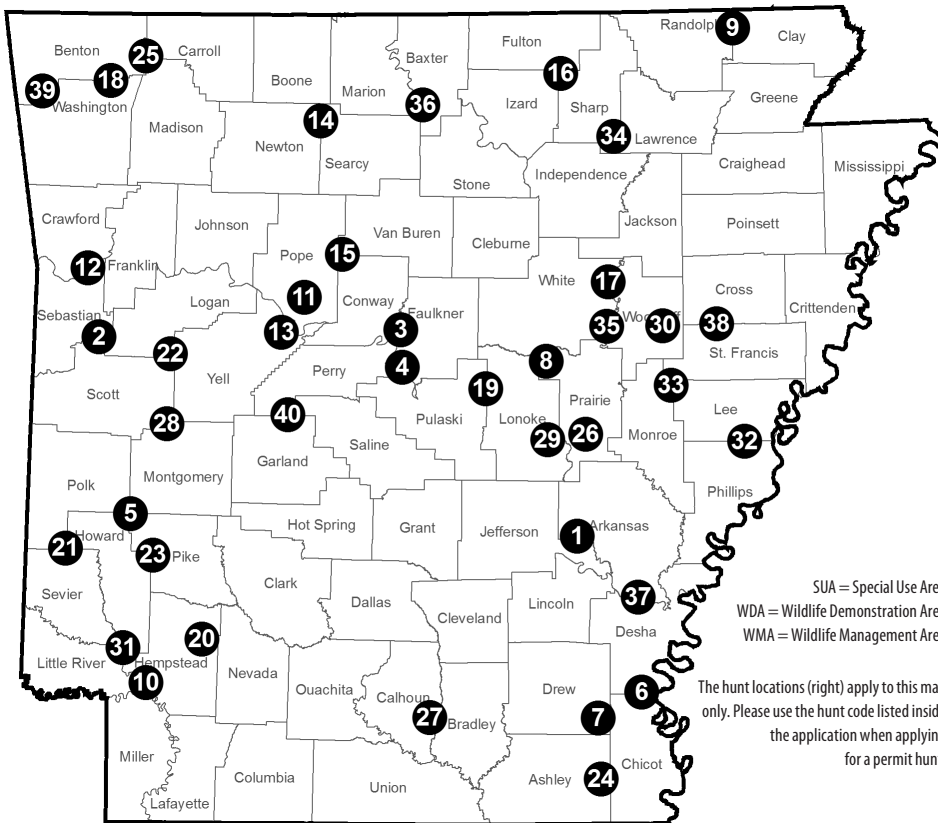 Randolph 9 Clay
Benton 25 Carroll Fulton
Baxter
39 18 Boone Marion 16
Washington 36 Izard Sharp Greene
Madison 14 34 Lawrence
Newton Searcy Independence Craighead Mississippi
Stone
Crawford Johnson Jackson Poinsett
Van Buren Cleburne
12 Franklin Pope 15
White 17 Cross
Logan 11 Conway Faulkner Crittenden
Sebastian 2 13 3 35 30 38
22 St. Francis
Scott Yell Perry 4 8
19 33
28 40 Pulaski Lonoke Prairie Lee
29 26 Monroe 32
Garland Saline
Polk Montgomery Phillips
5 Hot Spring Grant Jefferson 1 Arkansas
Howard
21 23 Pike
Sevier Clark Dallas Cleveland Lincoln 37
Desha
31 20
Little River Hempstead Nevada
10 Ouachita Calhoun 27 Bradley Drew 7 6
Miller Columbia Union Ashley 24 Chicot
Lafayette
SUA = Special Use Are
WDA = Wildlife Demonstration Are
WMA = Wildlife Management Are
The hunt locations (right) apply to this ma
only. Please use the hunt code listed insid
the application when applyin
for a permit hun